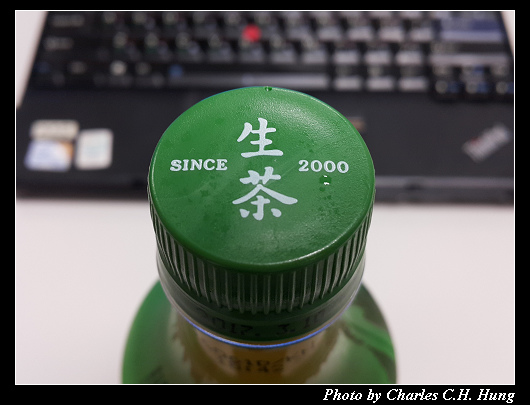 生
SINCE 2000
茶
Photo by Charles C.H. Hung